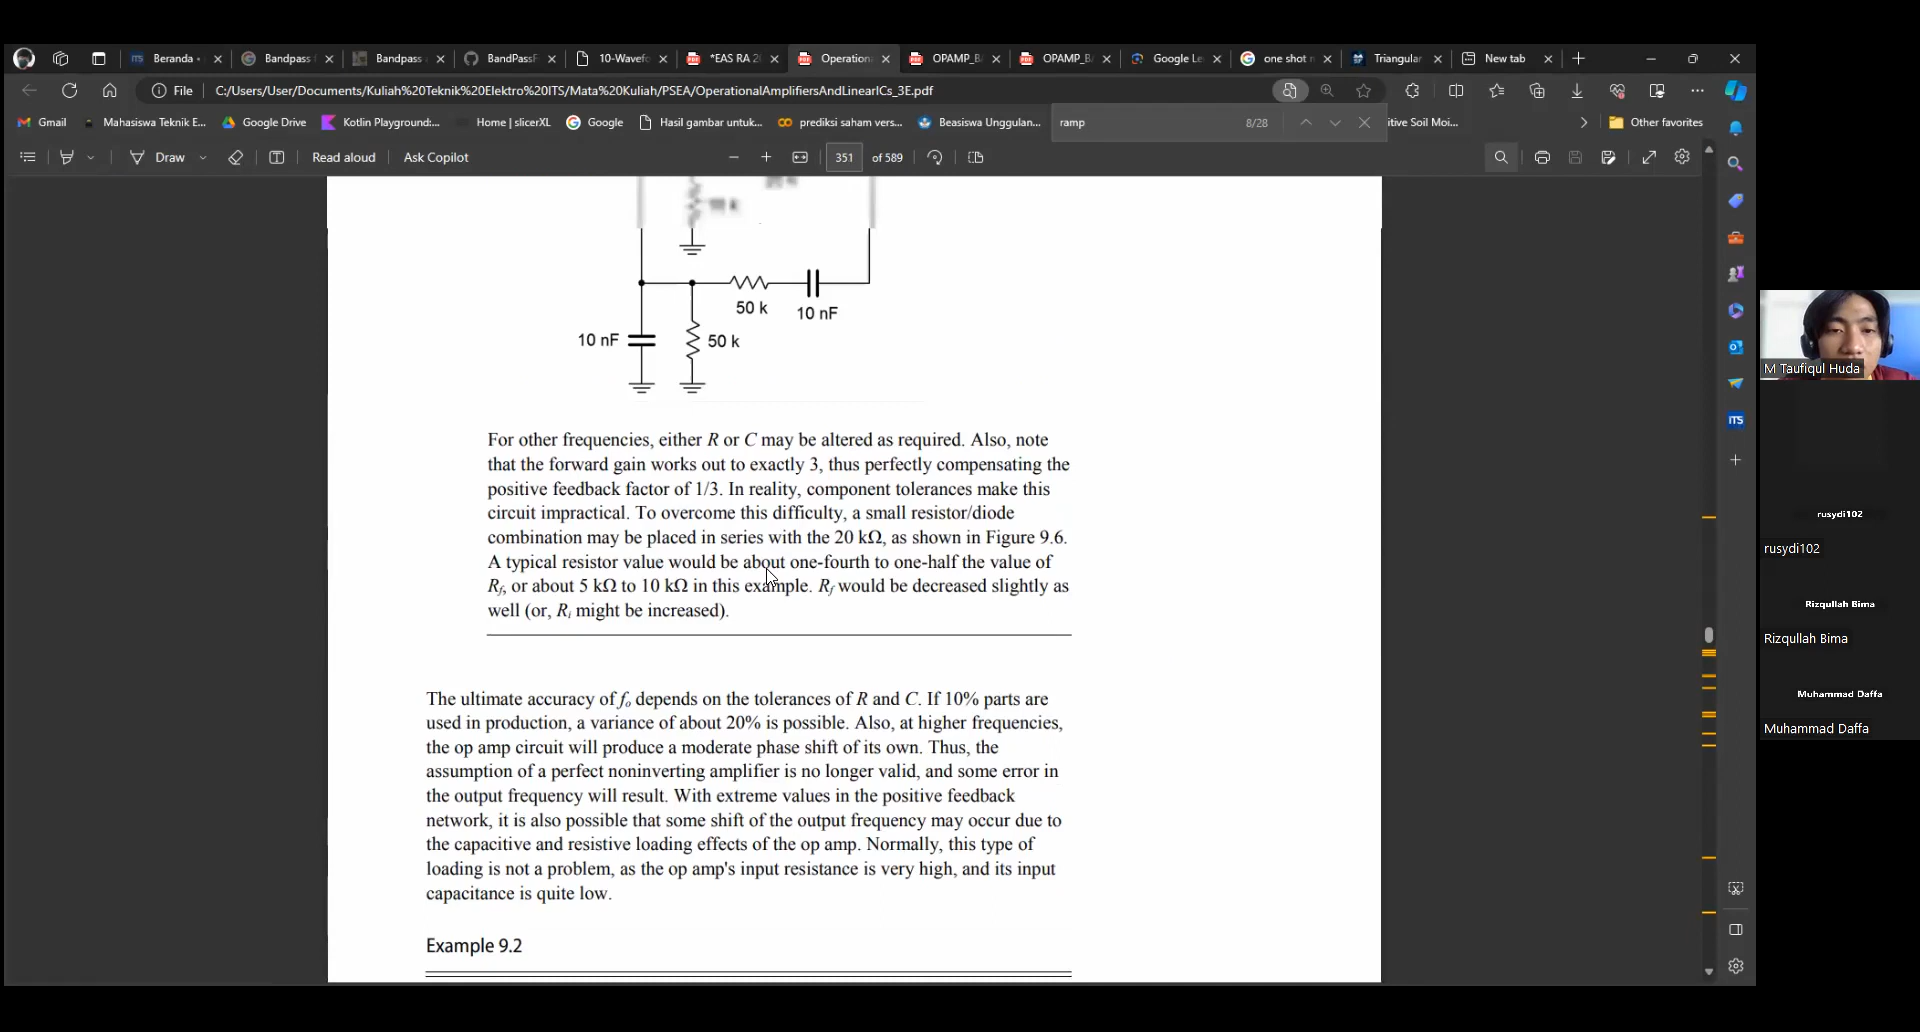 Beranda -
Bandpass f
Bandpass -
BandPassF
10-Wavefo
*EAS RA 20
Operation
OPAMP_BA
OPAMP_BA
Google Le
one shot m
Triangular
New tab
File
C:/Users/User/Documents/Kuliah%20Teknik%20Elektro%20ITS/Mata%20Kuliah/PSEA/OperationalAmplifiersAndLinearICs_3E.pdf
Gmail
Mahasiswa Teknik E...
Google Drive
Kotlin Playground:...
Home | slicerXL
Google
Hasil gambar untuk...
prediksi saham vers...
Beasiswa Unggulan...
ramp
8/28
itive Soil Moi...
Other favorites
Draw
Read aloud
Ask Copilot
351
of 589
50 k
10 nF
10 nF
50 k
For other frequencies, either R or C may be altered as required. Also, note
that the forward gain works out to exactly 3, thus perfectly compensating the
positive feedback factor of 1/3. In reality, component tolerances make this
circuit impractical. To overcome this difficulty, a small resistor/diode
combination may be placed in series with the 20 kΩ, as shown in Figure 9.6.
A typical resistor value would be about one-fourth to one-half the value of
Rf, or about 5 kΩ to 10 kΩ in this example. Rf would be decreased slightly as
well (or, Ri might be increased).
The ultimate accuracy of fo depends on the tolerances of R and C. If 10% parts are
used in production, a variance of about 20% is possible. Also, at higher frequencies,
the op amp circuit will produce a moderate phase shift of its own. Thus, the
assumption of a perfect noninverting amplifier is no longer valid, and some error in
the output frequency will result. With extreme values in the positive feedback
network, it is also possible that some shift of the output frequency may occur due to
the capacitive and resistive loading effects of the op amp. Normally, this type of
loading is not a problem, as the op amp's input resistance is very high, and its input
capacitance is quite low.
Example 9.2
M Taufiqul Huda
rusydi102
rusydi102
Rizqullah Bima
Rizqullah Bima
Muhammad Daffa
Muhammad Daffa
ITS